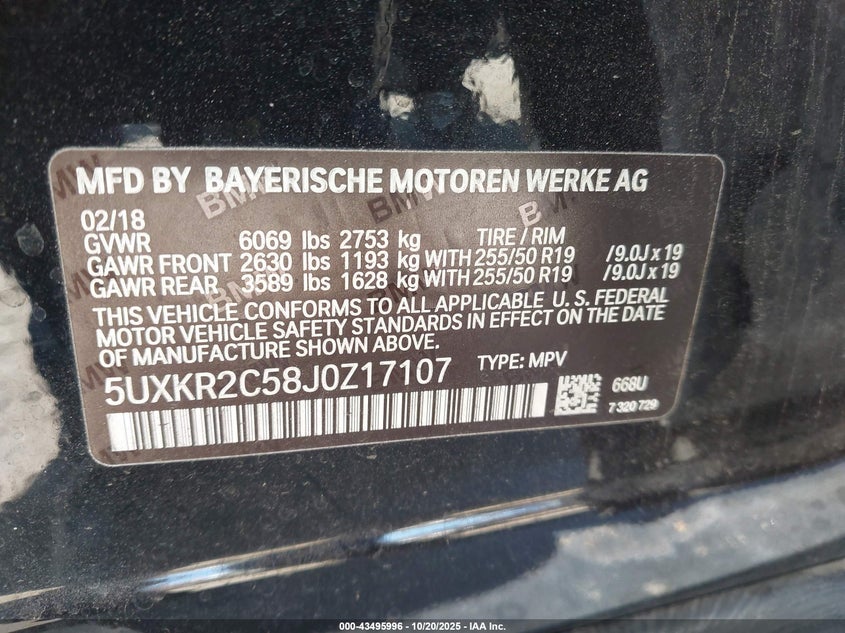 MFD BY BAYERISCHE MOTOREN WERKE AG
02/18
GVWR 6069 lbs 2753 kg TIRE / RIM
GAWR FRONT 2630 lbs 1193 kg WITH 255/50 R19 /9.0J x 19
GAWR REAR 3589 lbs 1628 kg WITH 255/50 R19 /9.0J x 19
THIS VEHICLE CONFORMS TO ALL APPLICABLE U. S. FEDERAL
MOTOR VEHICLE SAFETY STANDARDS IN EFFECT ON THE DATE
OF MANUFACTURE SHOWN ABOVE.
5UXKR2C58J0Z17107 TYPE: MPV
668U
7 320 729
000-43495996 | 10/20/2025 | IAA Inc.